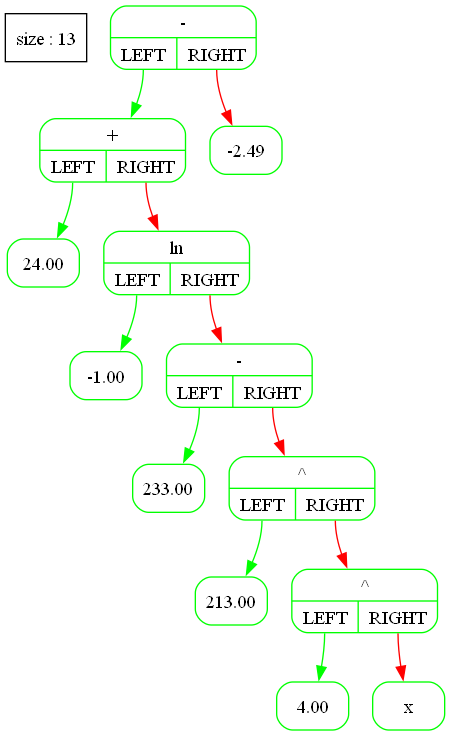 size : 13
-
LEFT RIGHT
-2.49
+
LEFT RIGHT
24.00
ln
LEFT RIGHT
-1.00
-
LEFT RIGHT
233.00
^
LEFT RIGHT
213.00
^
LEFT RIGHT
4.00 x